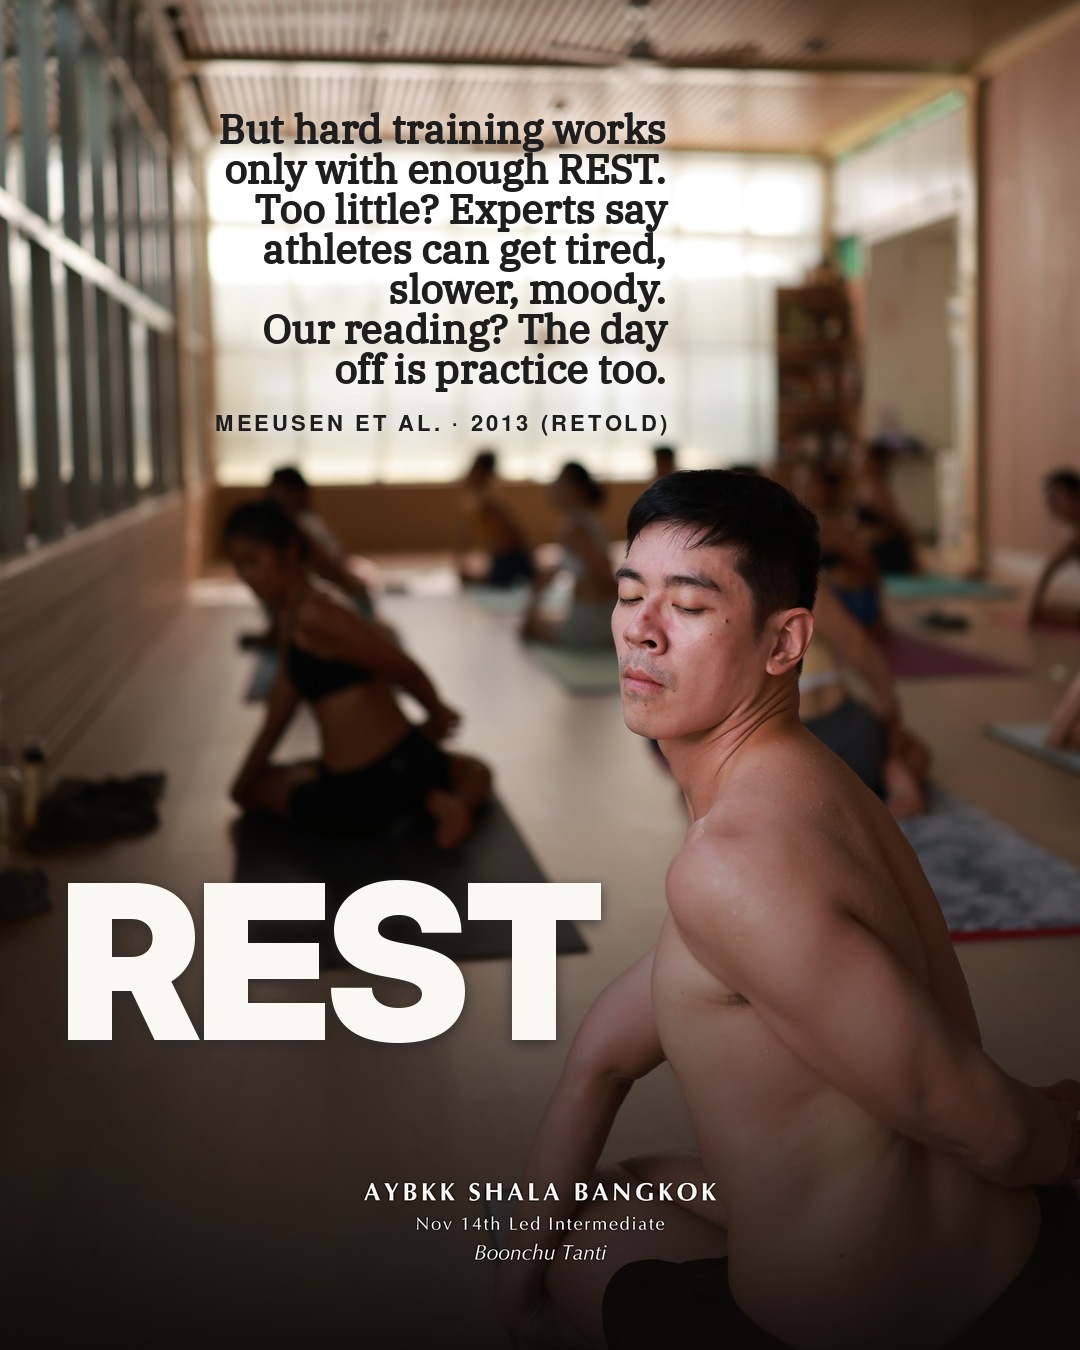 But hard training works
only with enough REST.
Too little? Experts say
athletes can get tired,
slower, moody.
Our reading? The day
off is practice too.
MEEUSEN ET AL. · 2013 (RETOLD)
REST
AYBKK SHALA BANGKOK
Nov 14th Led Intermediate
Boonchu Tanti